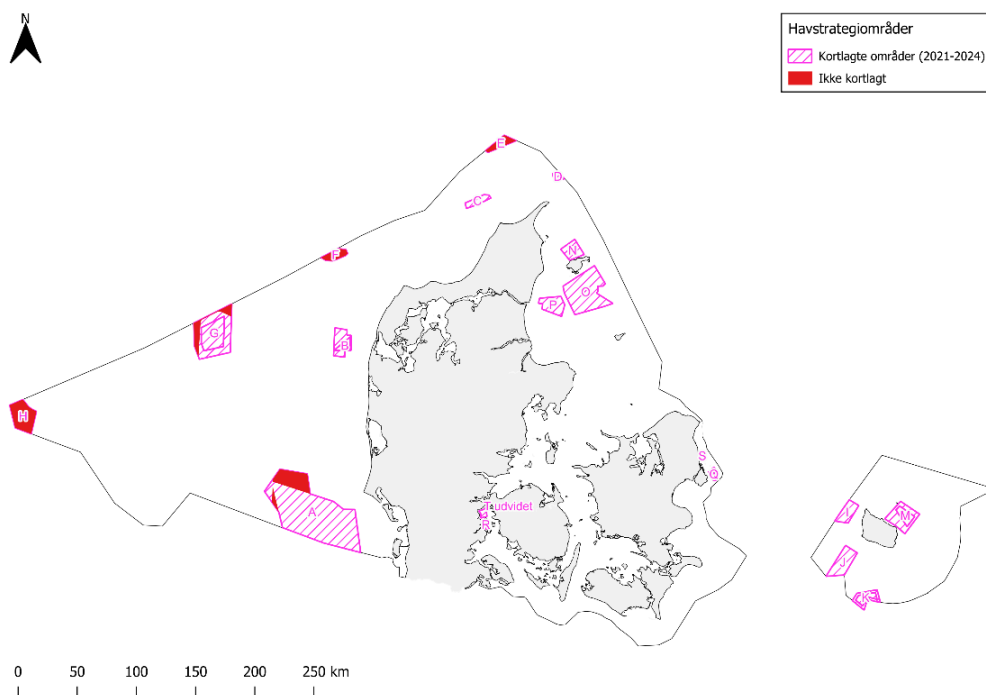 N
Havstrategiområder
Kortlagte områder (2021-2024)
Ikke kortlagt
E
D
C
N
F
O
P
G
B
H
S
Q
A
T udvidet
R
I
M
J
K
0 50 100 150 200 250 km